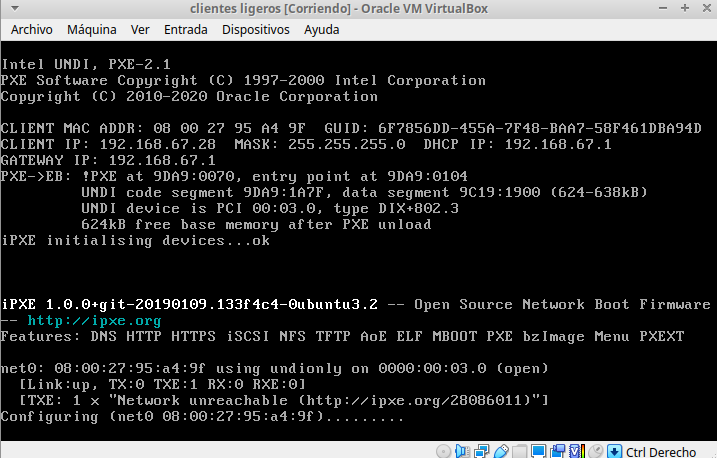 clientes ligeros [Corriendo] - Oracle VM VirtualBox
Archivo Máquina Ver Entrada Dispositivos Ayuda
Intel UNDI, PXE-2.1
PXE Software Copyright (C) 1997-2000 Intel Corporation
Copyright (C) 2010-2020 Oracle Corporation
CLIENT MAC ADDR: 08 00 27 95 A4 9F  GUID: 6F7856DD-455A-7F48-BAA7-58F461DBA94D
CLIENT IP: 192.168.67.28  MASK: 255.255.255.0  DHCP IP: 192.168.67.1
GATEWAY IP: 192.168.67.1
PXE->EB: !PXE at 9DA9:0070, entry point at 9DA9:0104
UNDI code segment 9DA9:1A7F, data segment 9C19:1900 (624-638kB)
UNDI device is PCI 00:03.0, type DIX+802.3
624kB free base memory after PXE unload
iPXE initialising devices...ok
iPXE 1.0.0+git-20190109.133f4c4-0ubuntu3.2 -- Open Source Network Boot Firmware
-- http://ipxe.org
Features: DNS HTTP HTTPS iSCSI NFS TFTP AoE ELF MBOOT PXE bzImage Menu PXEXT
net0: 08:00:27:95:a4:9f using undionly on 0000:00:03.0 (open)
[Link:up, TX:0 TXE:1 RX:0 RXE:0]
[TXE: 1 x "Network unreachable (http://ipxe.org/28086011)"]
Configuring (net0 08:00:27:95:a4:9f).........
Ctrl Derecho